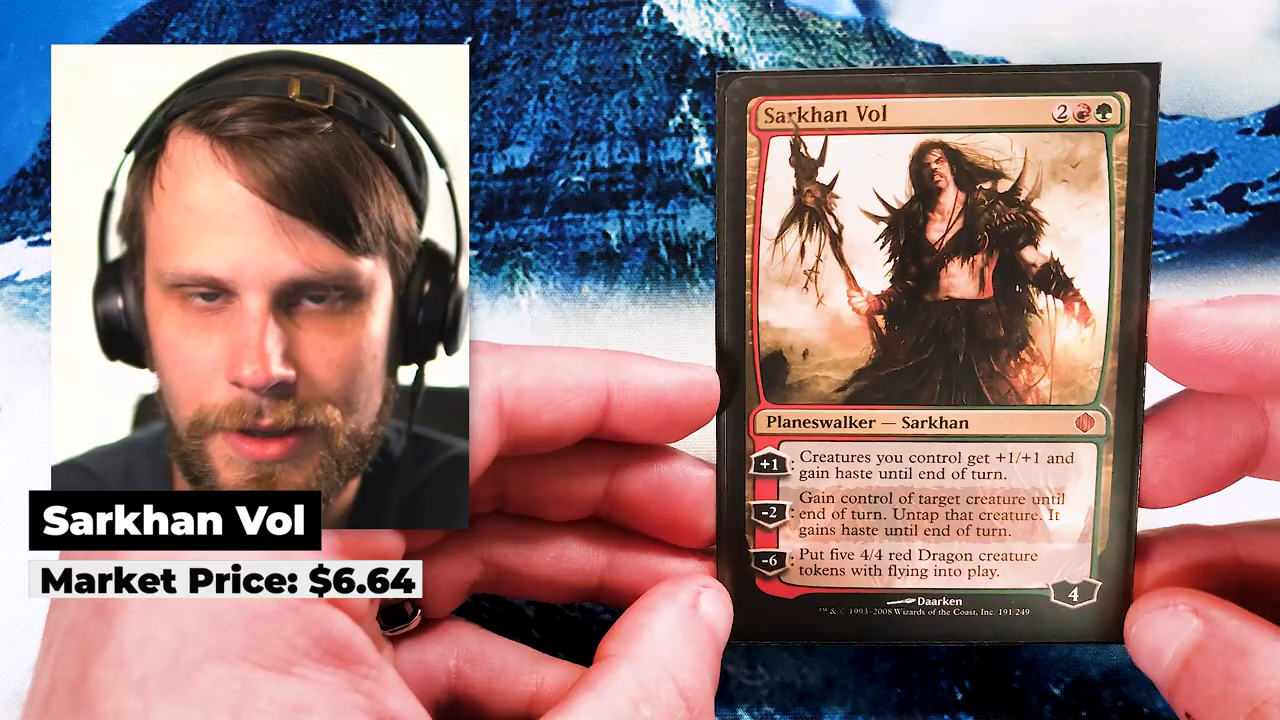 Sarkhan Vol
Market Price: $6.64
Sarkhan Vol 2
Planeswalker — Sarkhan
+1 : Creatures you control get +1/+1 and
gain haste until end of turn.
-2 : Gain control of target creature until
end of turn. Untap that creature. It
gains haste until end of turn.
-6 : Put five 4/4 red Dragon creature
tokens with flying into play.
4
Daarken
™ & © 1993–2008 Wizards of the Coast, Inc. 191/249